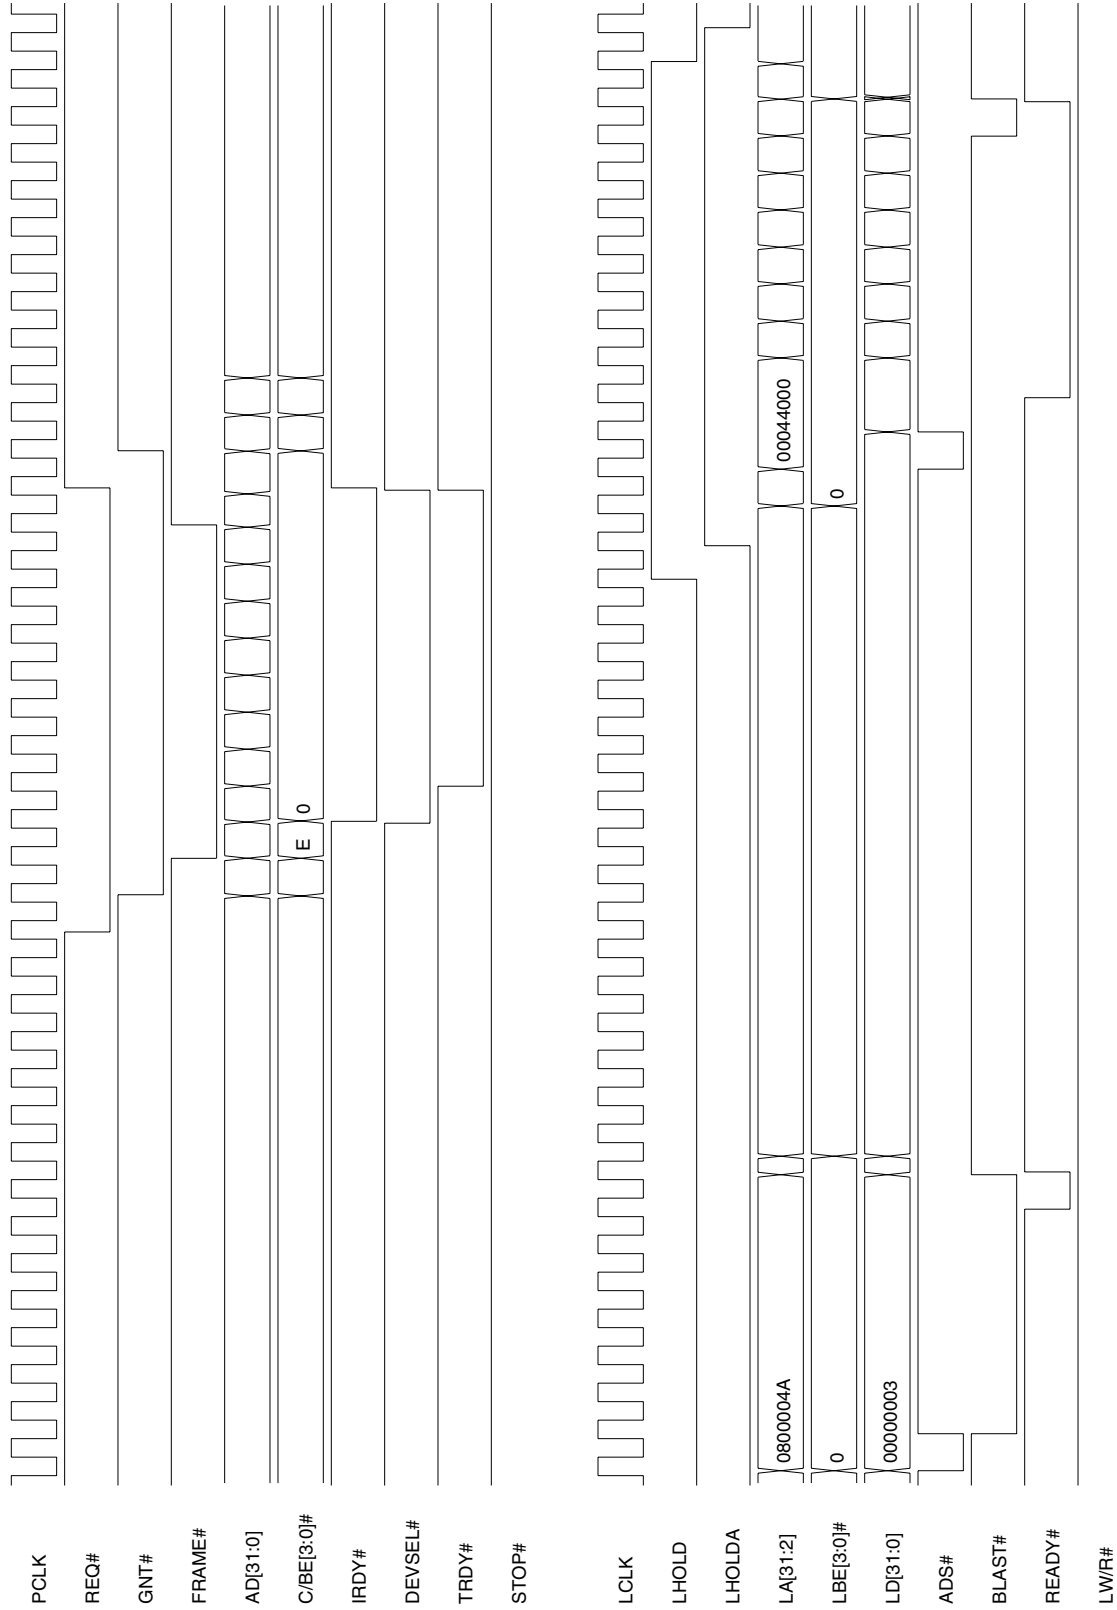 PCLK
REQ#
GNT#
FRAME#
AD[31:0]
C/BE[3:0]# E 0
IRDY#
DEVSEL#
TRDY#
STOP#
LCLK
LHOLD
LHOLDA
LA[31:2] 0800004A 00044000
LBE[3:0]# 0 0
LD[31:0] 00000003
ADS#
BLAST#
READY#
LW/R#